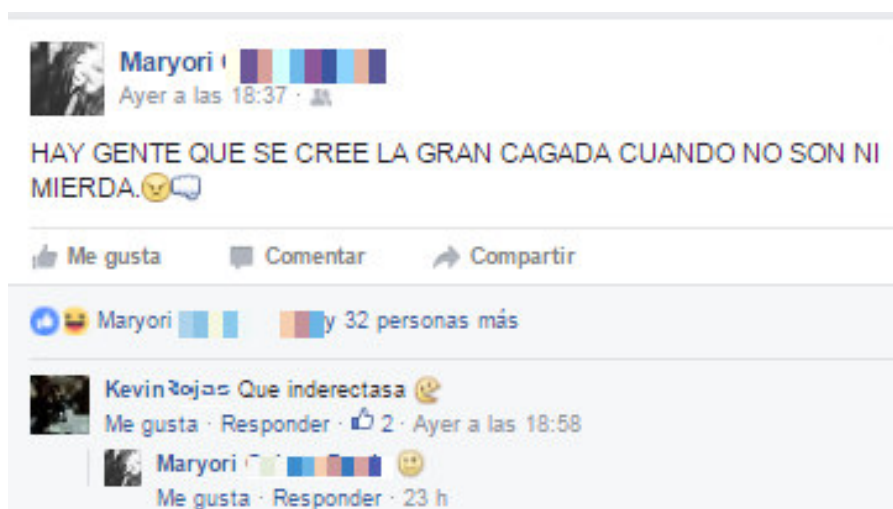 Maryori
Ayer a las 18:37 ·
HAY GENTE QUE SE CREE LA GRAN CAGADA CUANDO NO SON NI
MIERDA.😠👊
Me gusta Comentar Compartir
Maryori y 32 personas más
Kevin Rojas Que inderectasa
Me gusta · Responder · 2 · Ayer a las 18:58
Maryori
Me gusta · Responder · 23 h